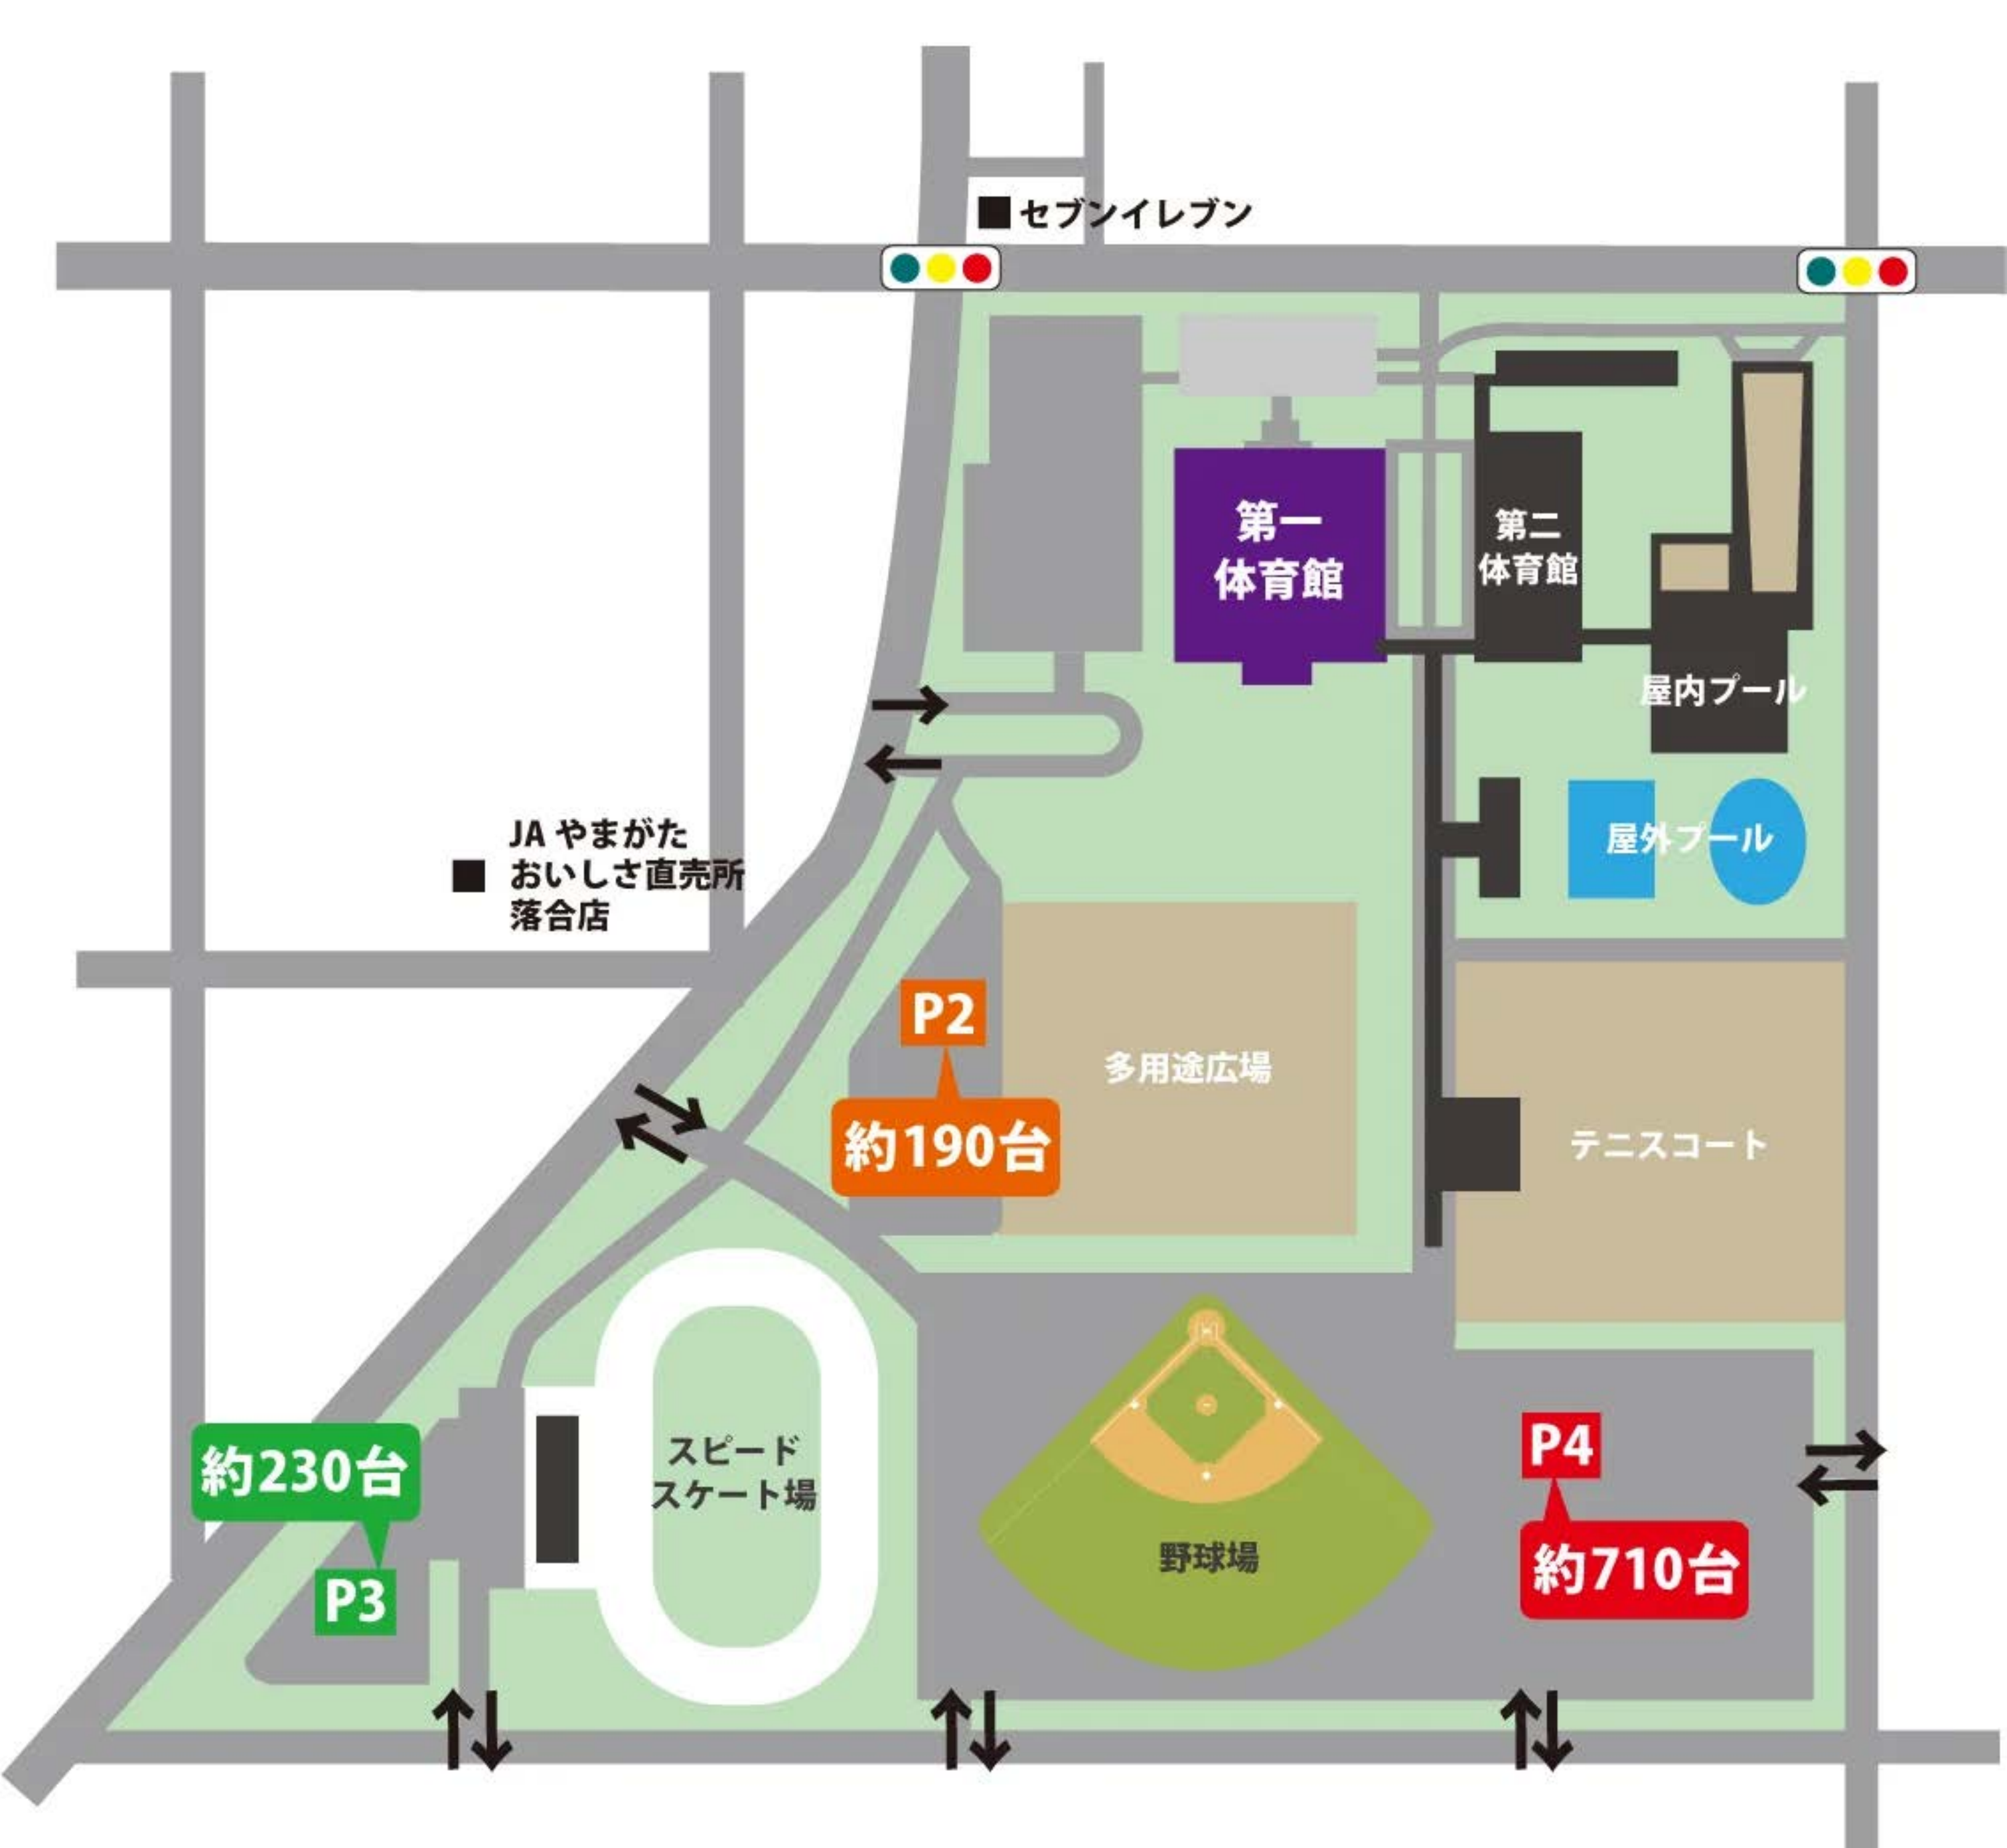 セブンイレブン
第一
体育館
第二
体育館
屋内プール
JA やまがた
おいしさ直売所
落合店
屋外プール
P2
約190台
多用途広場
テニスコート
約230台
P3
スピード
スケート場
野球場
P4
約710台